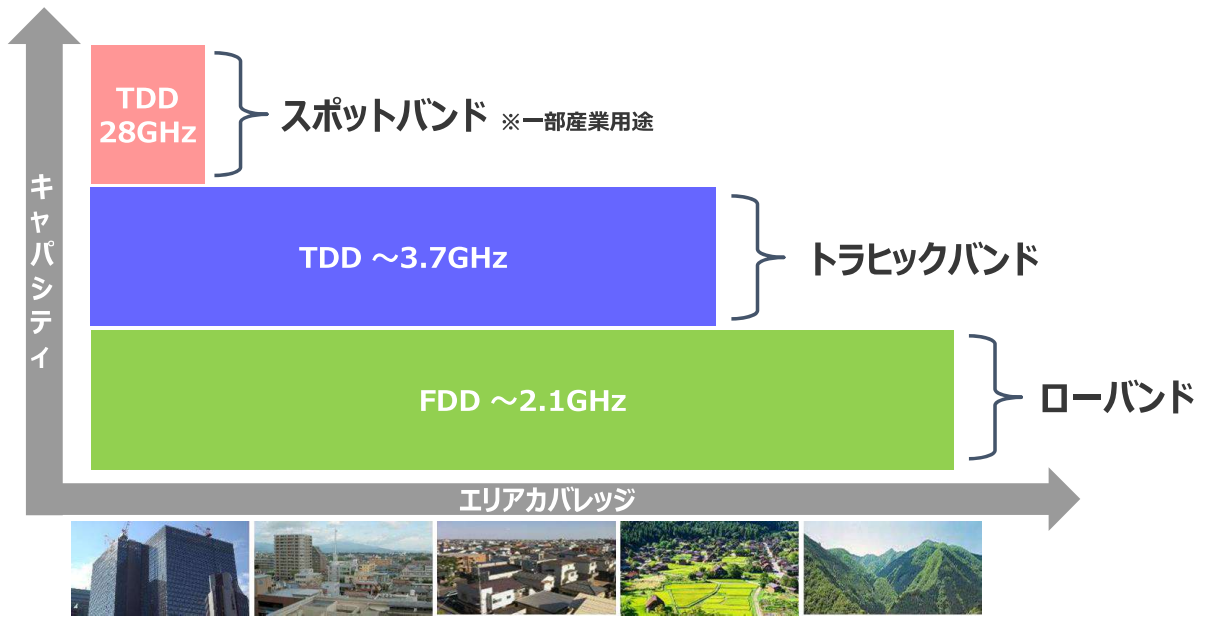 TDD
28GHz
スポットバンド ※一部産業用途
キャパシティ
TDD ～3.7GHz
トラヒックバンド
FDD ～2.1GHz
ローバンド
エリアカバレッジ